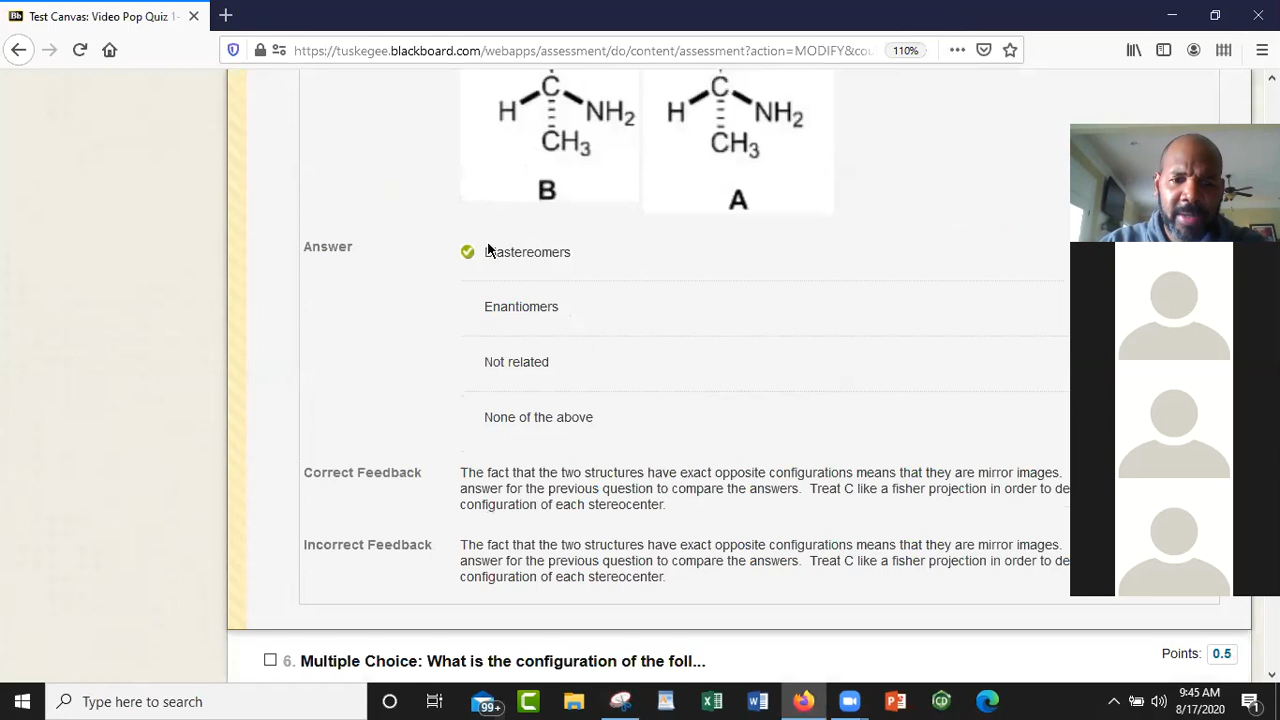 Test Canvas: Video Pop Quiz 1-
https://tuskegee.blackboard.com/webapps/assessment/do/content/assessment?action=MODIFY&cou
110%
C
H NH2
CH3
B
C
H NH2
CH3
A
Answer
Diastereomers
Enantiomers
Not related
None of the above
Correct Feedback
The fact that the two structures have exact opposite configurations means that they are mirror images.
answer for the previous question to compare the answers. Treat C like a fisher projection in order to de
configuration of each stereocenter.
Incorrect Feedback
The fact that the two structures have exact opposite configurations means that they are mirror images.
answer for the previous question to compare the answers. Treat C like a fisher projection in order to de
configuration of each stereocenter.
6. Multiple Choice: What is the configuration of the foll...
Points: 0.5
Type here to search
99+
9:45 AM
8/17/2020